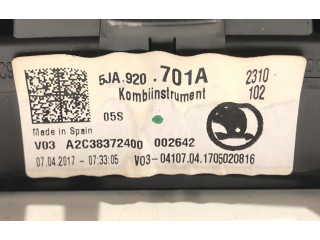 5JA.920.701A 2310
Kombiinstrument 102
05S
Made in Spain
V03 A2C38372400 002642
07.04.2017 - 07:33:05 V03-04107.04.1705020816